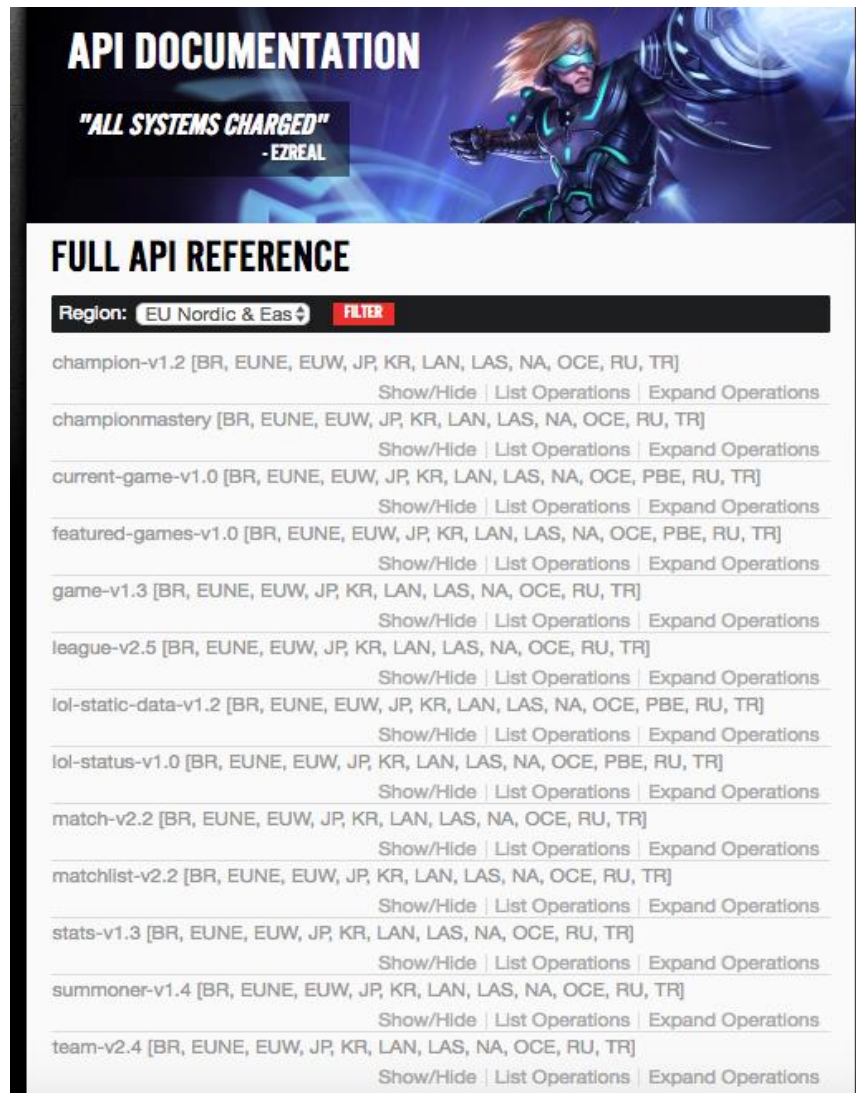 API DOCUMENTATION
"ALL SYSTEMS CHARGED"
- EZREAL
FULL API REFERENCE
Region: EU Nordic & Eas FILTER
champion-v1.2 [BR, EUNE, EUW, JP, KR, LAN, LAS, NA, OCE, RU, TR]
Show/Hide | List Operations | Expand Operations
championmastery [BR, EUNE, EUW, JP, KR, LAN, LAS, NA, OCE, RU, TR]
Show/Hide | List Operations | Expand Operations
current-game-v1.0 [BR, EUNE, EUW, JP, KR, LAN, LAS, NA, OCE, PBE, RU, TR]
Show/Hide | List Operations | Expand Operations
featured-games-v1.0 [BR, EUNE, EUW, JP, KR, LAN, LAS, NA, OCE, PBE, RU, TR]
Show/Hide | List Operations | Expand Operations
game-v1.3 [BR, EUNE, EUW, JP, KR, LAN, LAS, NA, OCE, RU, TR]
Show/Hide | List Operations | Expand Operations
league-v2.5 [BR, EUNE, EUW, JP, KR, LAN, LAS, NA, OCE, RU, TR]
Show/Hide | List Operations | Expand Operations
lol-static-data-v1.2 [BR, EUNE, EUW, JP, KR, LAN, LAS, NA, OCE, PBE, RU, TR]
Show/Hide | List Operations | Expand Operations
lol-status-v1.0 [BR, EUNE, EUW, JP, KR, LAN, LAS, NA, OCE, PBE, RU, TR]
Show/Hide | List Operations | Expand Operations
match-v2.2 [BR, EUNE, EUW, JP, KR, LAN, LAS, NA, OCE, RU, TR]
Show/Hide | List Operations | Expand Operations
matchlist-v2.2 [BR, EUNE, EUW, JP, KR, LAN, LAS, NA, OCE, RU, TR]
Show/Hide | List Operations | Expand Operations
stats-v1.3 [BR, EUNE, EUW, JP, KR, LAN, LAS, NA, OCE, RU, TR]
Show/Hide | List Operations | Expand Operations
summoner-v1.4 [BR, EUNE, EUW, JP, KR, LAN, LAS, NA, OCE, RU, TR]
Show/Hide | List Operations | Expand Operations
team-v2.4 [BR, EUNE, EUW, JP, KR, LAN, LAS, NA, OCE, RU, TR]
Show/Hide | List Operations | Expand Operations